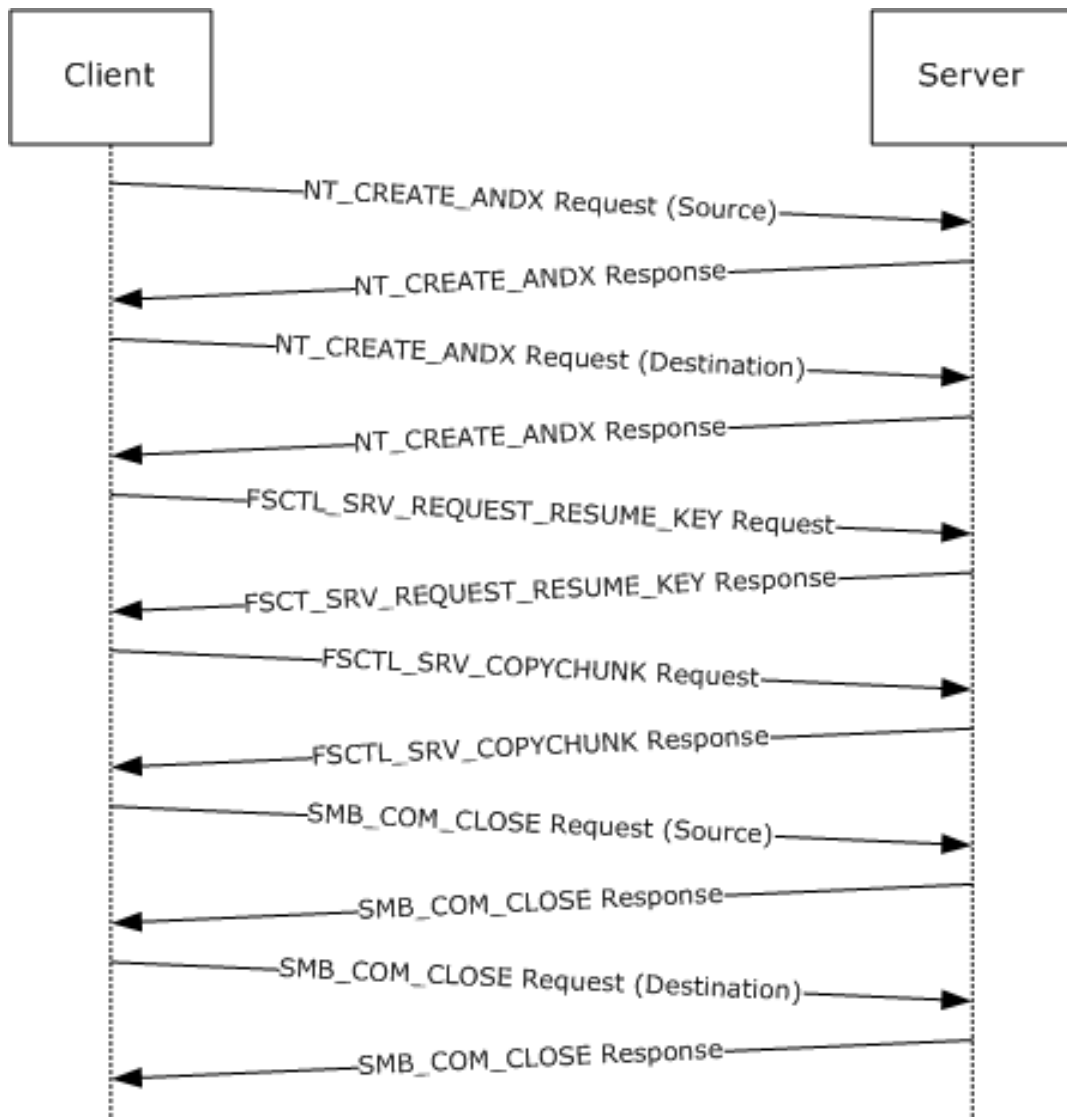 Client
Server
NT_CREATE_ANDX Request (Source)
NT_CREATE_ANDX Response
NT_CREATE_ANDX Request (Destination)
NT_CREATE_ANDX Response
FSCTL_SRV_REQUEST_RESUME_KEY Request
FSCT_SRV_REQUEST_RESUME_KEY Response
FSCTL_SRV_COPYCHUNK Request
FSCTL_SRV_COPYCHUNK Response
SMB_COM_CLOSE Request (Source)
SMB_COM_CLOSE Response
SMB_COM_CLOSE Request (Destination)
SMB_COM_CLOSE Response